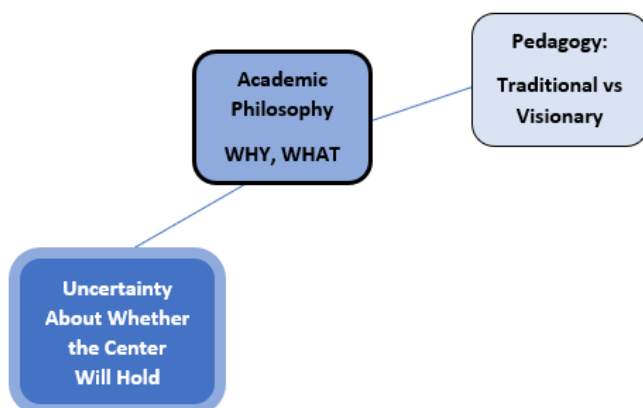 Pedagogy:
Traditional vs
Visionary
Academic
Philosophy
WHY, WHAT
Uncertainty
About Whether
the Center
Will Hold